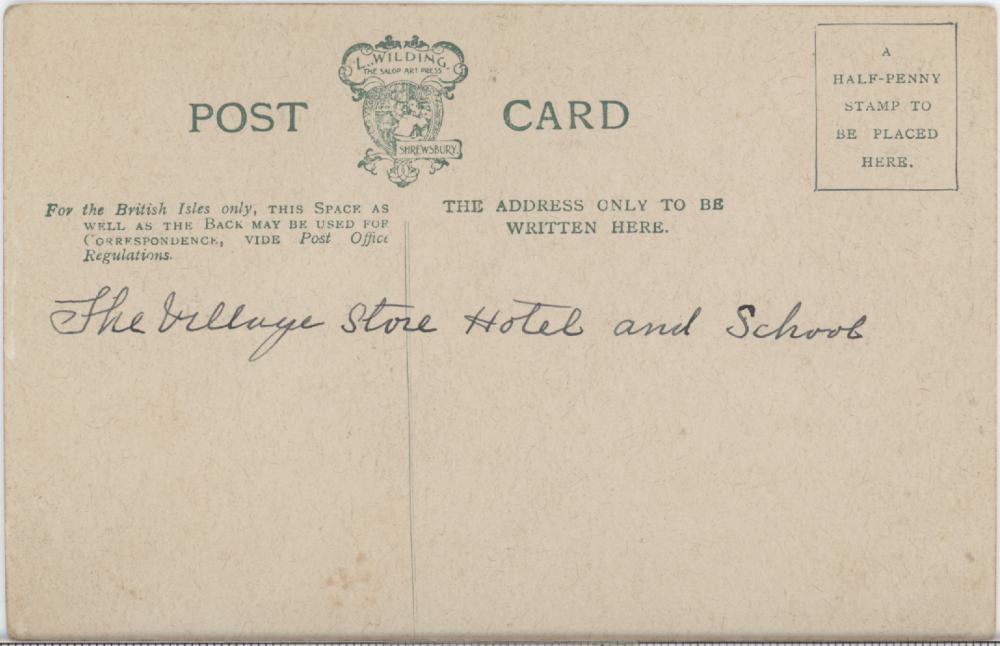 L. WILDING.
THE SALOP ART PRESS
SHREWSBURY.
POST CARD
A
HALF-PENNY
STAMP TO
BE PLACED
HERE.
For the British Isles only, THIS SPACE AS
WELL AS THE BACK MAY BE USED FOR
CORRESPONDENCE, VIDE Post Office
Regulations.
THE ADDRESS ONLY TO BE
WRITTEN HERE.
The Village Store Hotel and School